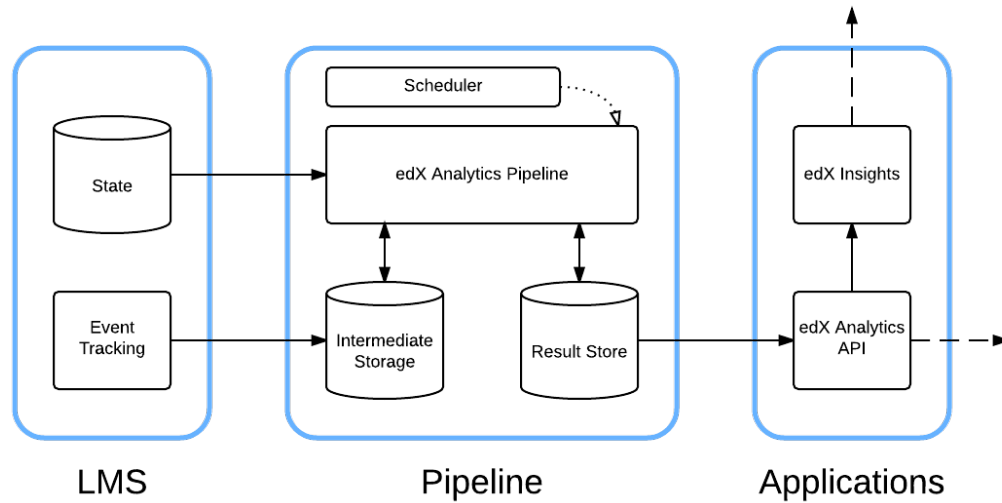 Scheduler
State
edX Analytics Pipeline
edX Insights
Event
Tracking
Intermediate
Storage
Result Store
edX Analytics
API
LMS
Pipeline
Applications